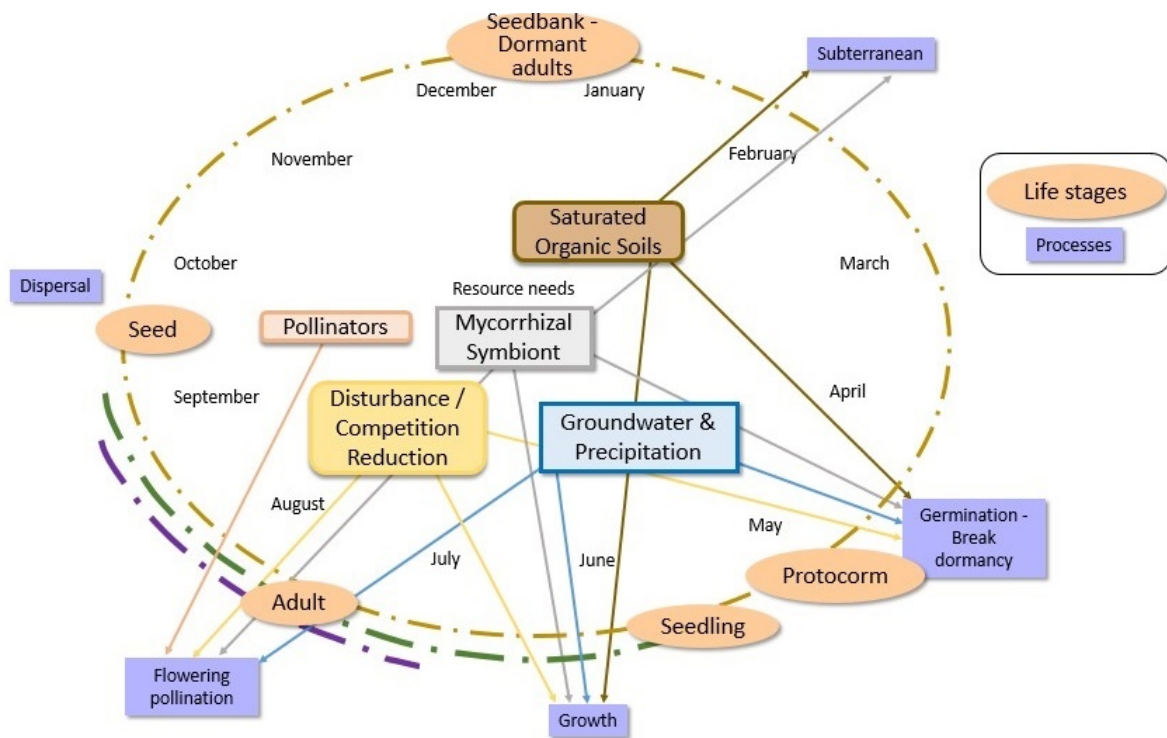 Seedbank -
Dormant
adults
Subterranean
December
January
November
February
Life stages
Saturated
Organic Soils
Processes
October
March
Dispersal
Resource needs
Seed
Pollinators
Mycorrhizal
Symbiont
September
April
Disturbance /
Competition
Reduction
Groundwater &
Precipitation
August
May
Germination -
Break
dormancy
July
June
Protocorm
Adult
Seedling
Flowering
pollination
Growth